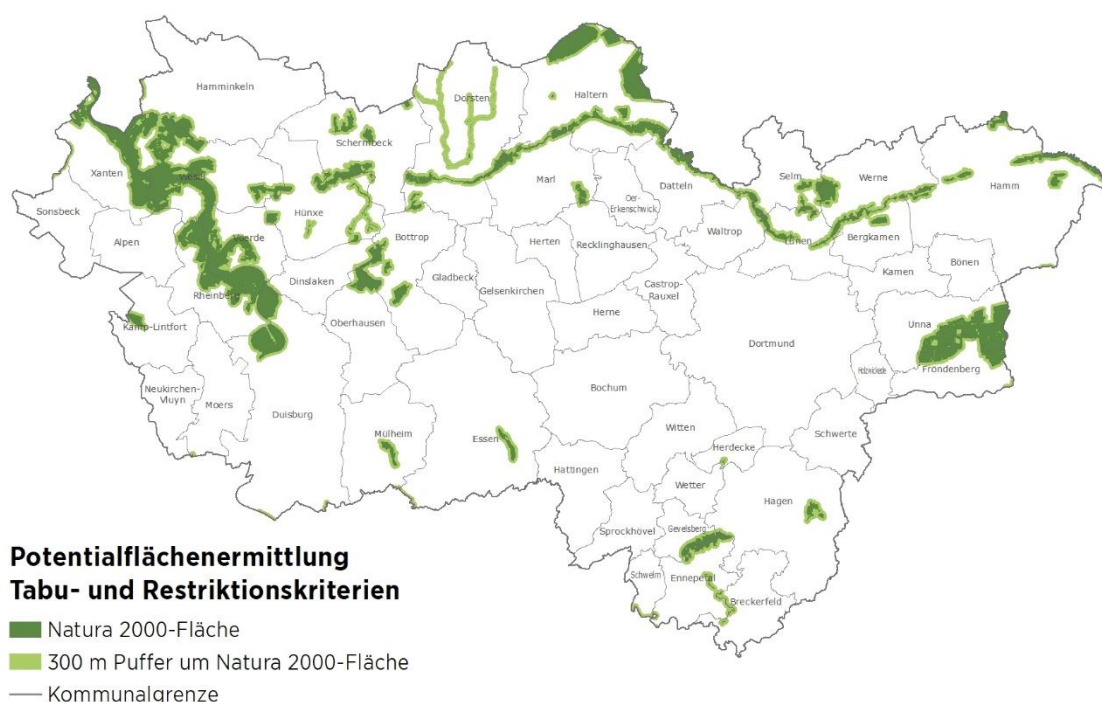 Hamminkeln
Dorsten
Haltern
Schermbeck
Xanten
Wesel
Marl
Oer-
Erkenschwick
Datteln
Selm
Werne
Hamm
Sonsbeck
Alpen
Voerde
Hünxe
Bottrop
Herten
Recklinghausen
Waltrop
Lünen
Bergkamen
Kamen
Bönen
Rheinberg
Dinslaken
Gladbeck
Gelsenkirchen
Castrop-
Rauxel
Kamp-Lintfort
Oberhausen
Herne
Dortmund
Unna
Holzwickede
Fröndenberg
Neukirchen-
Vluyn
Moers
Duisburg
Mülheim
Essen
Bochum
Witten
Herdecke
Schwerte
Hattingen
Wetter
Hagen
Sprockhövel
Gevelsberg
Schwelm
Ennepetal
Breckerfeld
Potentialflächenermittlung
Tabu- und Restriktionskriterien
Natura 2000-Fläche
300 m Puffer um Natura 2000-Fläche
Kommunalgrenze